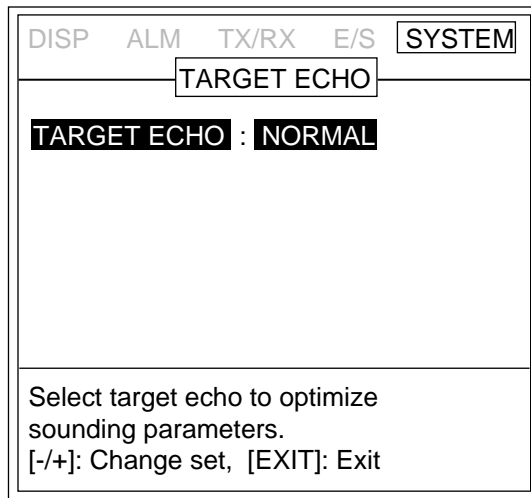 DISP ALM TX/RX E/S SYSTEM
TARGET ECHO
TARGET ECHO : NORMAL
Select target echo to optimize
sounding parameters.
[-/+]: Change set, [EXIT]: Exit